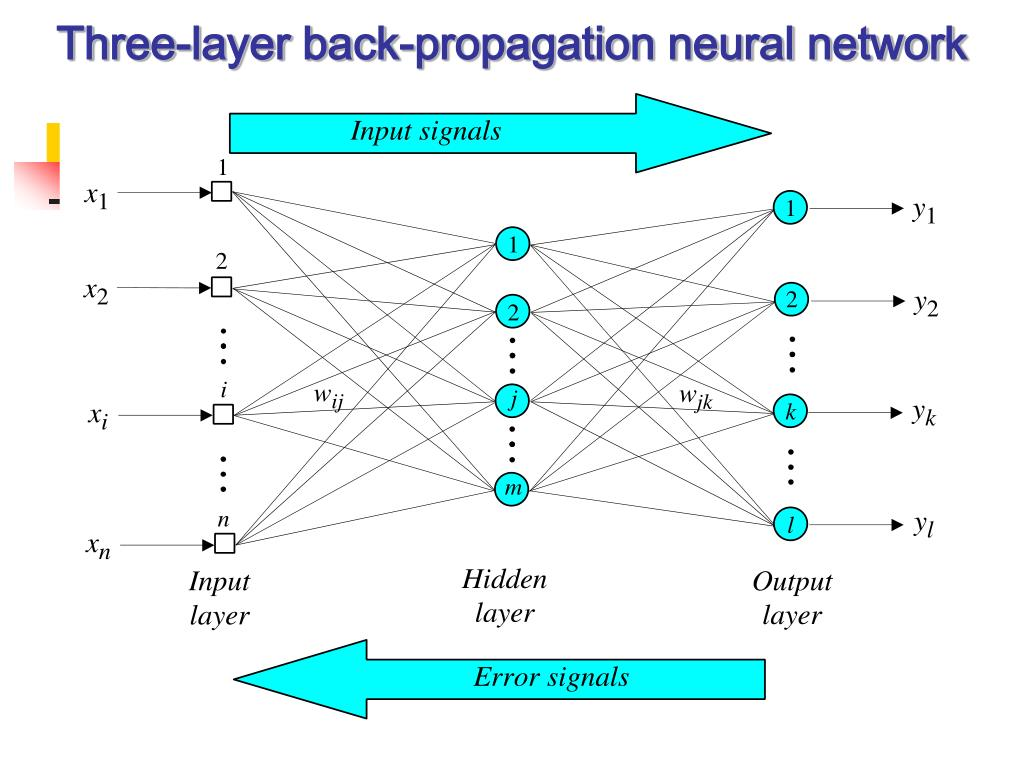 Three-layer back-propagation neural network
Input signals
1
x1
1
y1
1
2
x2
2
y2
2
i
xi
wij
j
wjk
k
yk
m
n
xn
l
yl
Input
layer
Hidden
layer
Output
layer
Error signals